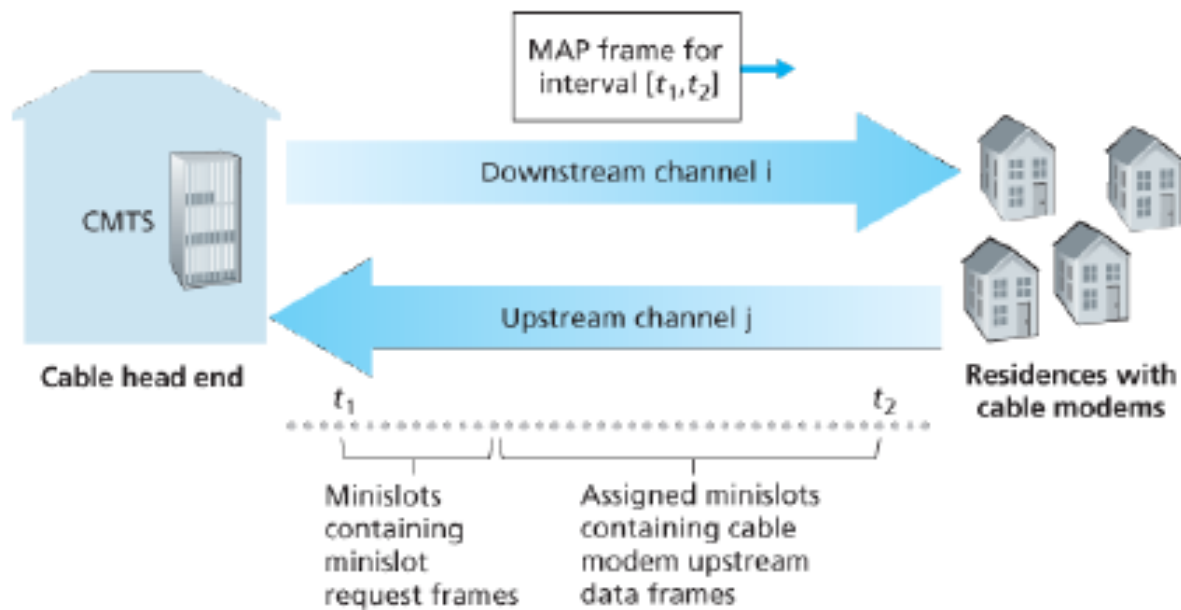 MAP frame for
interval [t₁,t₂]
Downstream channel i
CMTS
Upstream channel j
Cable head end
Residences with
cable modems
t₁
t₂
Minislots
containing
minislot
request frames
Assigned minislots
containing cable
modem upstream
data frames